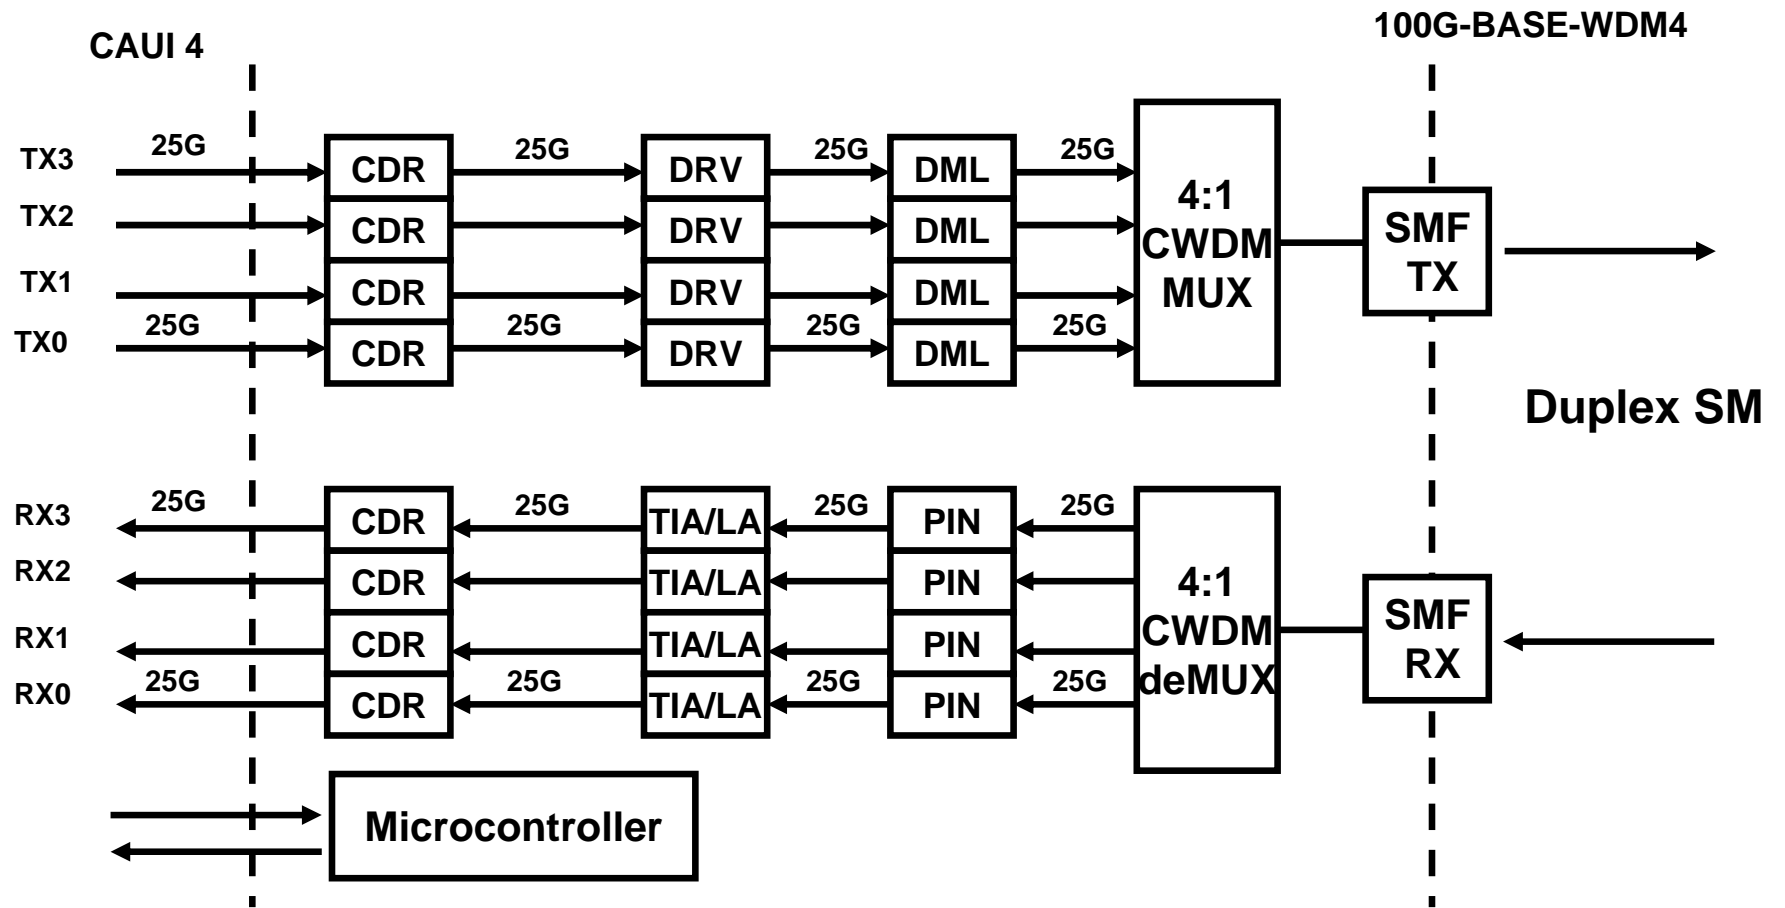 100G-BASE-WDM4
CAUI 4
TX3 25G CDR 25G DRV 25G DML 25G
TX2 CDR DRV DML
TX1 CDR DRV DML
TX0 25G CDR 25G DRV 25G DML 25G
4:1
CWDM
MUX
SMF
TX
Duplex SM
RX3 25G CDR 25G TIA/LA 25G PIN 25G
RX2 CDR TIA/LA PIN
RX1 CDR TIA/LA PIN
RX0 25G CDR 25G TIA/LA 25G PIN 25G
4:1
CWDM
deMUX
SMF
RX
Microcontroller